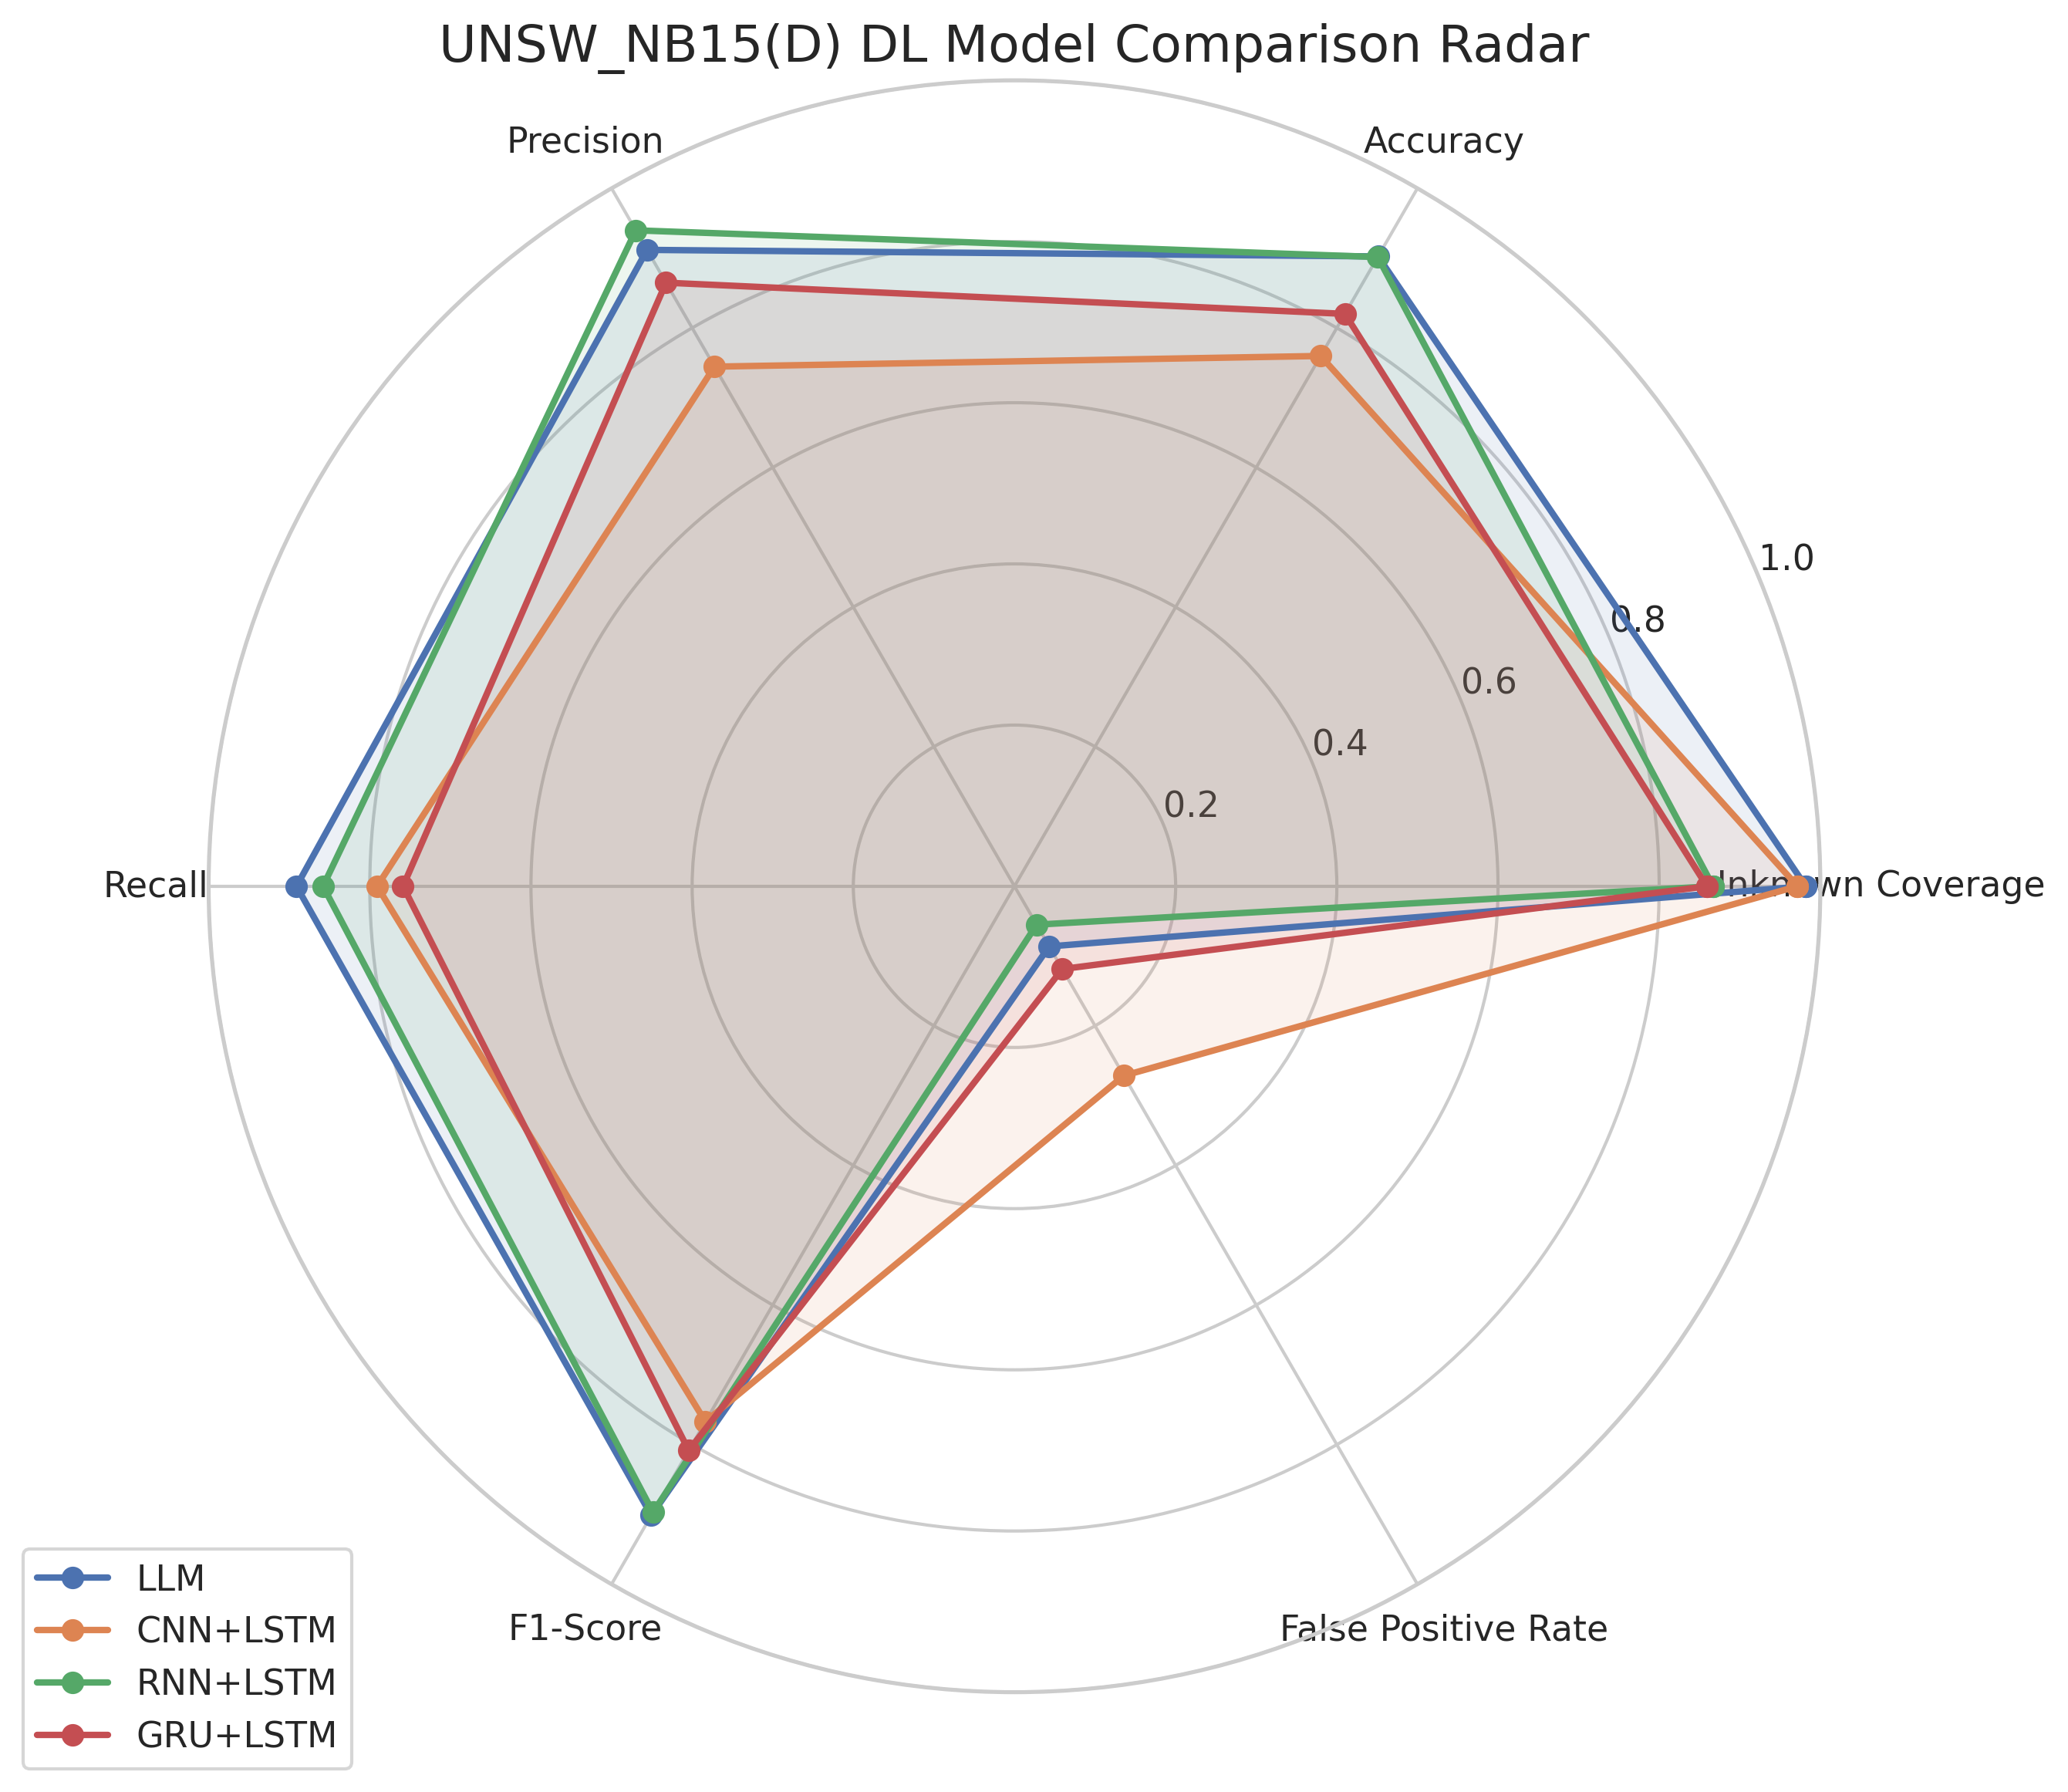 UNSW_NB15(D) DL Model Comparison Radar
Precision
Accuracy
1.0
0.8
0.6
0.4
0.2
Recall
Unknown Coverage
F1-Score
False Positive Rate
LLM
CNN+LSTM
RNN+LSTM
GRU+LSTM